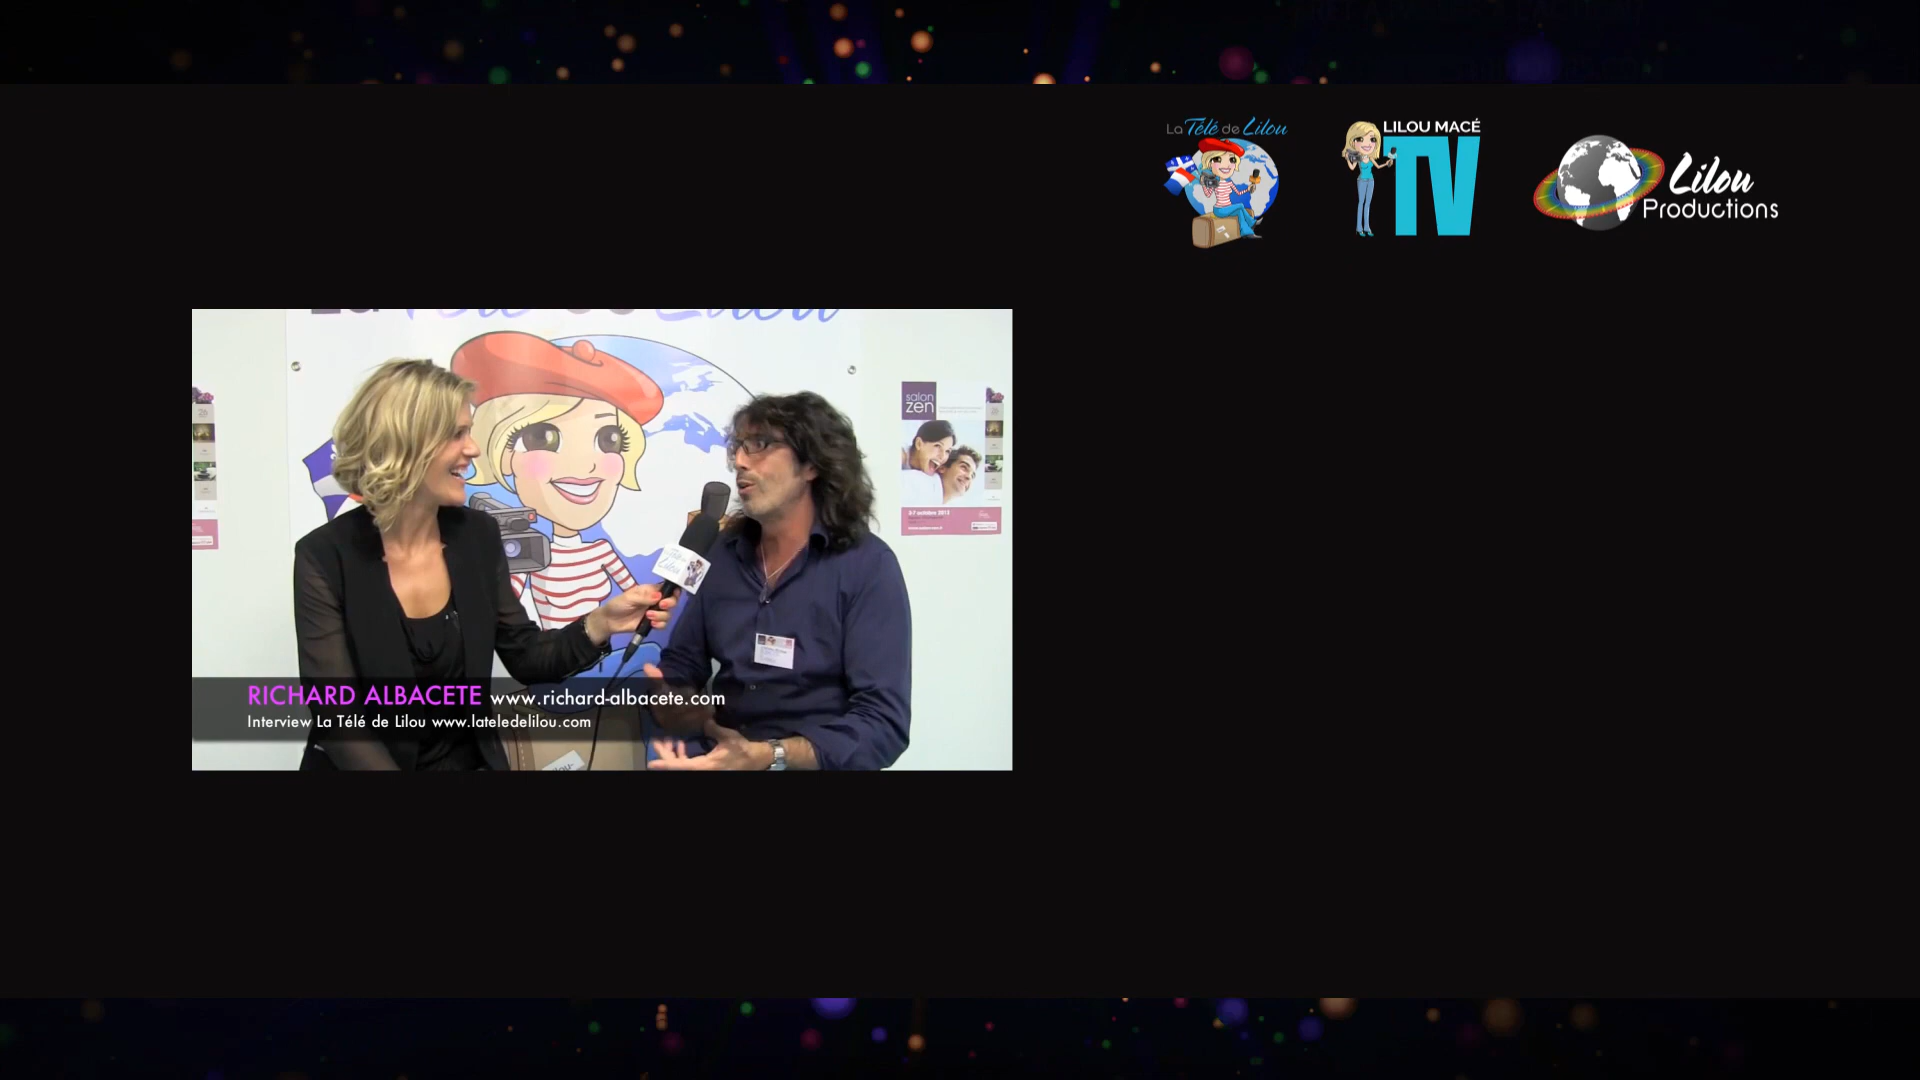 La Télé de Lilou
LILOU MACÉ
TV
Lilou
Productions
salon
zen
RICHARD ALBACETE www.richard-albacete.com
Interview La Télé de Lilou www.lateledelilou.com